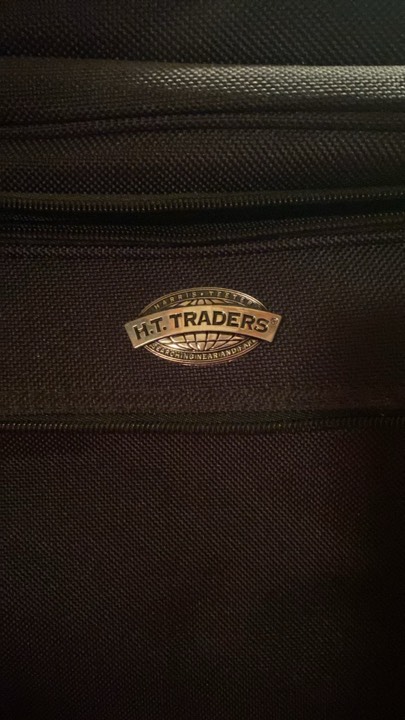 HARRIS • TEETER
H.T. TRADERS
SEARCHING NEAR AND FAR